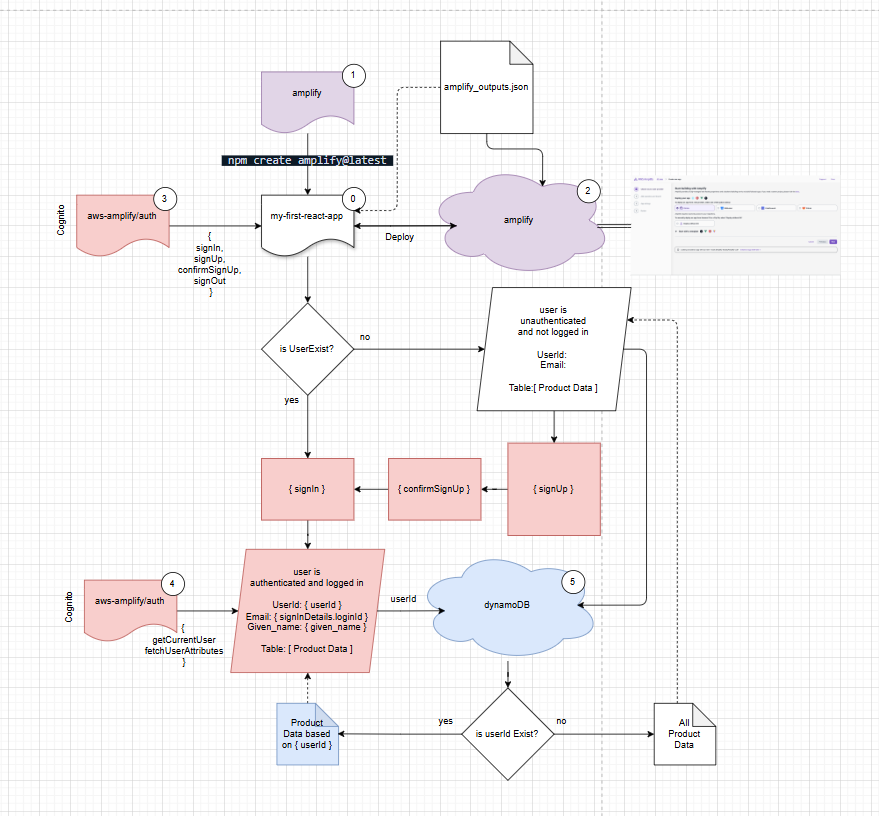 1
amplify
amplify_outputs.json
npm create amplify@latest
3
0
2
Cognito
aws-amplify/auth
my-first-react-app
amplify
Deploy
{
signIn,
signUp,
confirmSignUp,
signOut
}
user is
unauthenticated
and not logged in
UserId:
Email:
Table:[ Product Data ]
is UserExist?
no
yes
{ signIn }
{ confirmSignUp }
{ signUp }
user is
authenticated and logged in
UserId: { userId }
Email: { signInDetails.loginId }
Given_name: { given_name }
Table: [ Product Data ]
4
Cognito
aws-amplify/auth
{
getCurrentUser
fetchUserAttributes
}
userId
5
dynamoDB
Product
Data based
on { userId }
yes
is userId Exist?
no
All
Product
Data